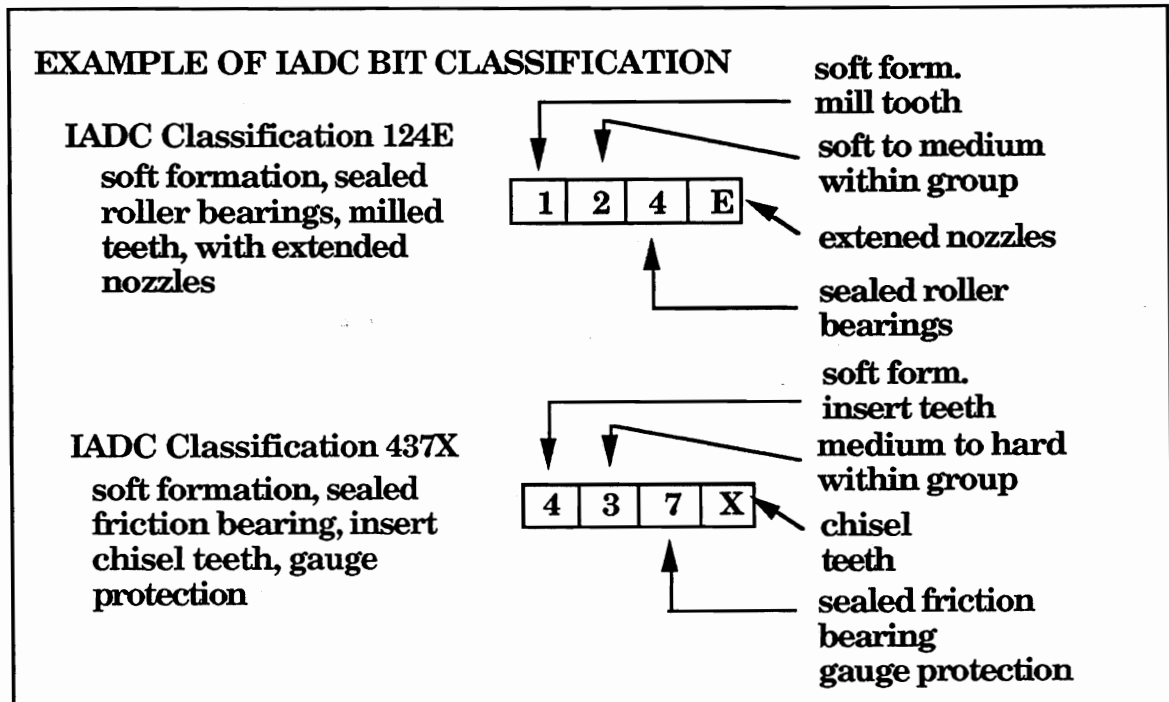 EXAMPLE OF IADC BIT CLASSIFICATION
IADC Classification 124E
soft formation, sealed
roller bearings, milled
teeth, with extended
nozzles
1 2 4 E
soft form.
mill tooth
soft to medium
within group
extened nozzles
sealed roller
bearings
IADC Classification 437X
soft formation, sealed
friction bearing, insert
chisel teeth, gauge
protection
4 3 7 X
soft form.
insert teeth
medium to hard
within group
chisel
teeth
sealed friction
bearing
gauge protection